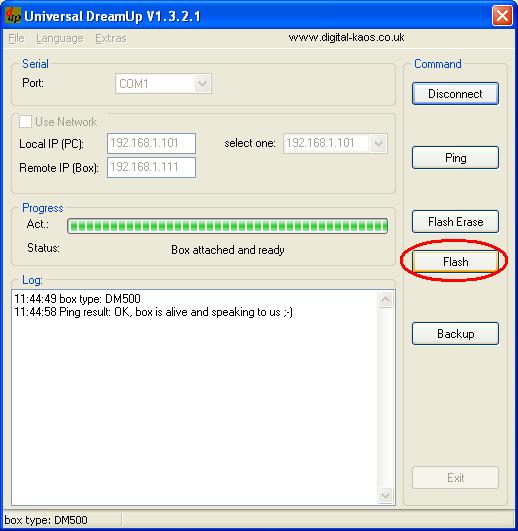 Universal DreamUp V1.3.2.1
File Language Extras www.digital-kaos.co.uk
Serial
Port: COM1
Use Network
Local IP (PC): 192.168.1.101 select one: 192.168.1.101
Remote IP (Box): 192.168.1.111
Progress
Act.:
Status: Box attached and ready
Log:
11:44:49 box type: DM500
11:44:58 Ping result: OK, box is alive and speaking to us ;-)
Command
Disconnect
Ping
Flash Erase
Flash
Backup
Exit
box type: DM500